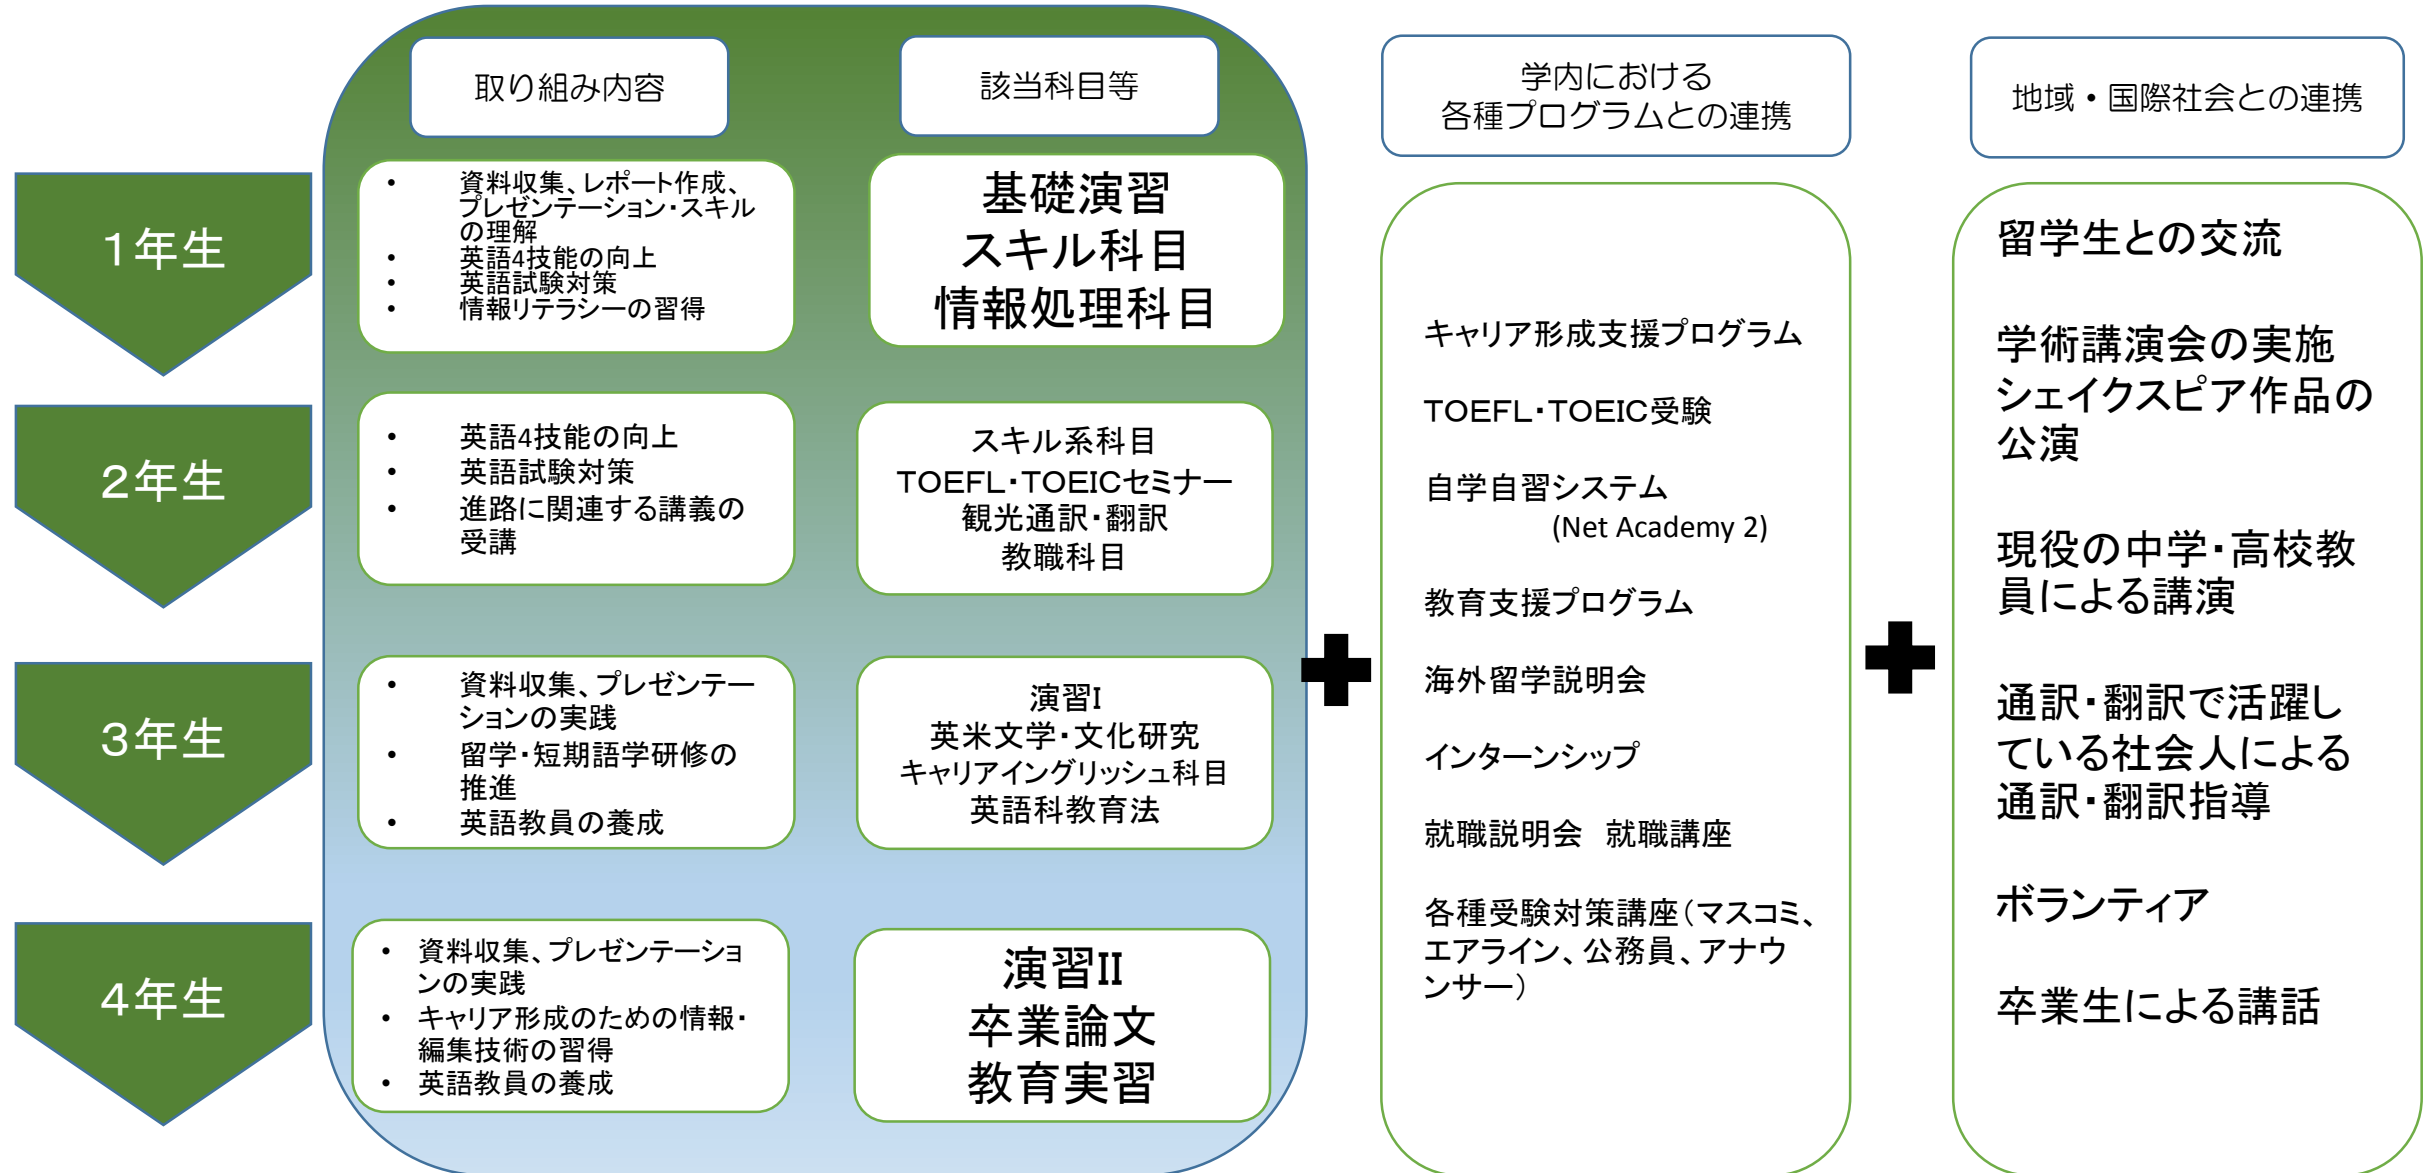 取り組み内容
該当科目等
学内における
各種プログラムとの連携
地域・国際社会との連携
1年生
• 資料収集、レポート作成、
プレゼンテーション・スキル
の理解
• 英語4技能の向上
• 英語試験対策
• 情報リテラシーの習得
基礎演習
スキル科目
情報処理科目
2年生
• 英語4技能の向上
• 英語試験対策
• 進路に関連する講義の
受講
スキル系科目
TOEFL・TOEICセミナー
観光通訳・翻訳
教職科目
3年生
• 資料収集、プレゼンテー
ションの実践
• 留学・短期語学研修の
推進
• 英語教員の養成
演習I
英米文学・文化研究
キャリアイングリッシュ科目
英語科教育法
4年生
• 資料収集、プレゼンテーショ
ンの実践
• キャリア形成のための情報・
編集技術の習得
• 英語教員の養成
演習II
卒業論文
教育実習
キャリア形成支援プログラム
TOEFL・TOEIC受験
自学自習システム
(Net Academy 2)
教育支援プログラム
海外留学説明会
インターンシップ
就職説明会　就職講座
各種受験対策講座（マスコミ、
エアライン、公務員、アナウ
ンサー）
留学生との交流
学術講演会の実施
シェイクスピア作品の
公演
現役の中学・高校教
員による講演
通訳・翻訳で活躍し
ている社会人による
通訳・翻訳指導
ボランティア
卒業生による講話